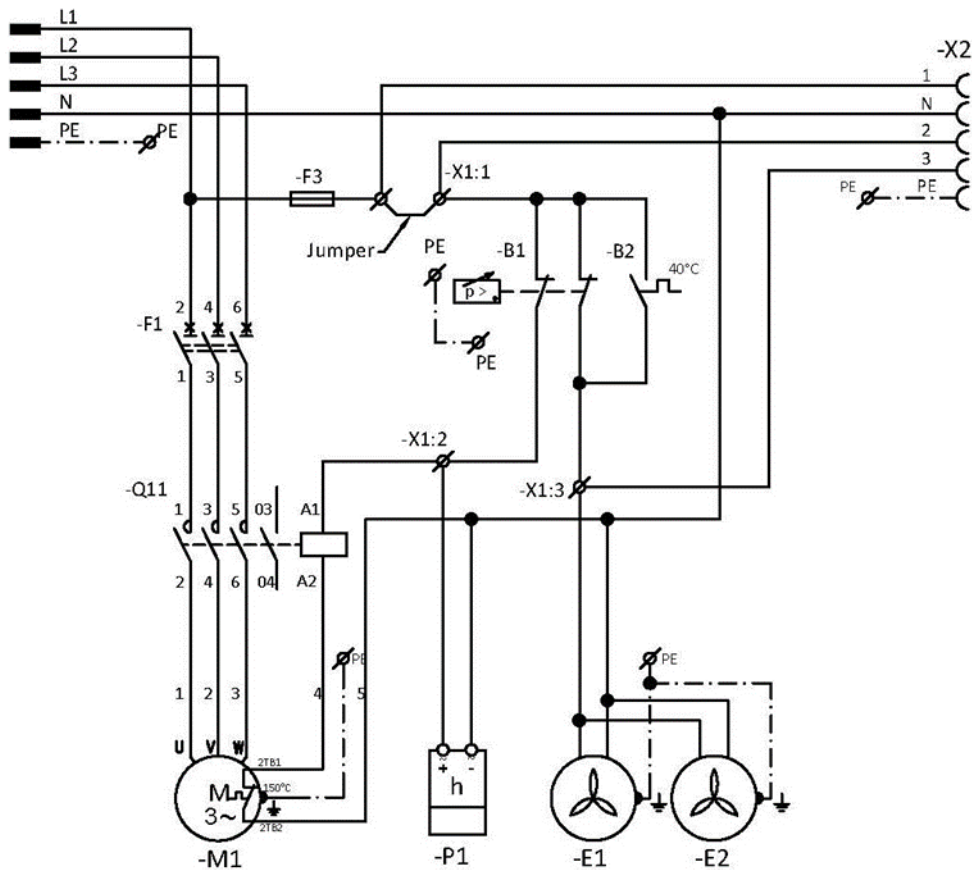 L1
L2
L3
N
PE PE
-X2
1
N
2
3
PE PE
-F3
-X1:1
Jumper
PE
PE
-B1
-B2
40°C
p >
2 4 6
-F1
1 3 5
-X1:2
-X1:3
-Q11
1 3 5 03 A1
2 4 6 04 A2
PE
PE
1 2 3 4 5
U V W
2TB1
150°C
M
3~
2TB2
≈ ≈
+ -
h
-M1 -P1 -E1 -E2